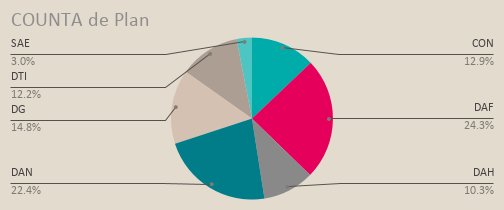 COUNTA de Plan
SAE
3.0%
DTI
12.2%
DG
14.8%
DAN
22.4%
CON
12.9%
DAF
24.3%
DAH
10.3%